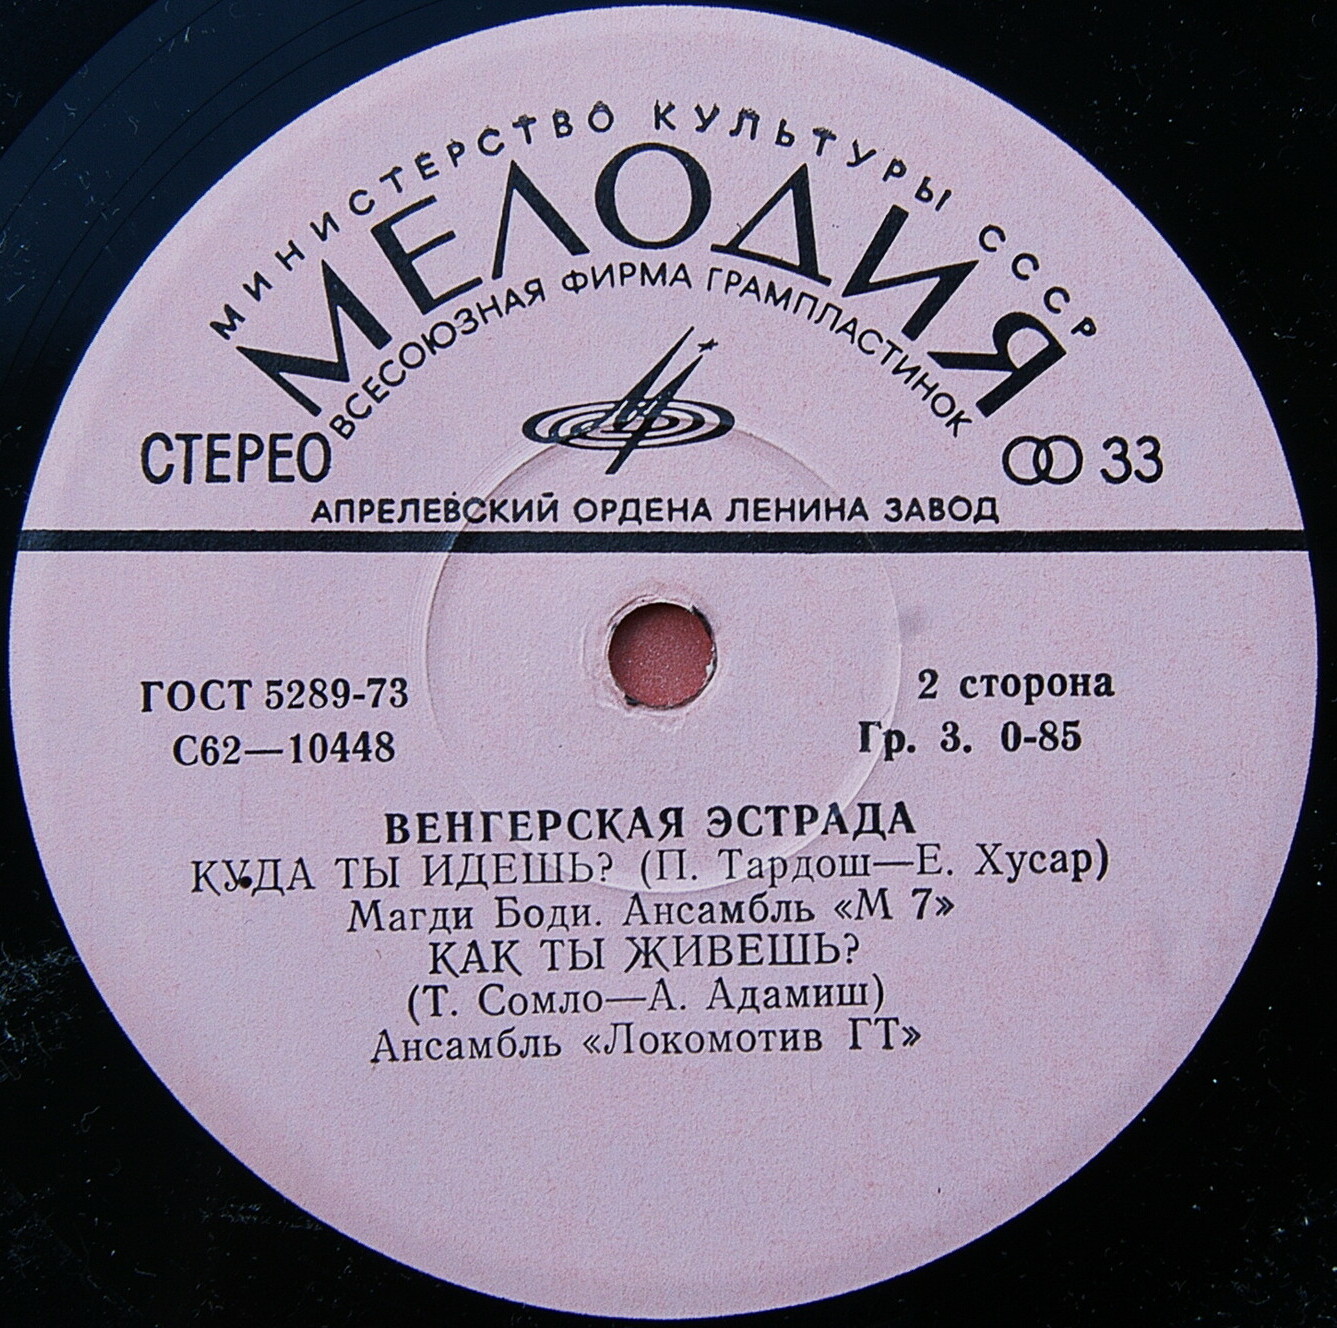 МИНИСТЕРСТВО КУЛЬТУРЫ СССР
МЕЛОДИЯ
ВСЕСОЮЗНАЯ ФИРМА ГРАМПЛАСТИНОК
СТЕРЕО
33
АПРЕЛЕВСКИЙ ОРДЕНА ЛЕНИНА ЗАВОД
ГОСТ 5289-73
2 сторона
С62—10448
Гр. 3. 0-85
ВЕНГЕРСКАЯ ЭСТРАДА
КУДА ТЫ ИДЕШЬ? (П. Тардош—Е. Хусар)
Магди Боди. Ансамбль «М 7»
КАК ТЫ ЖИВЕШЬ?
(Т. Сомло—А. Адамиш)
Ансамбль «Локомотив ГТ»